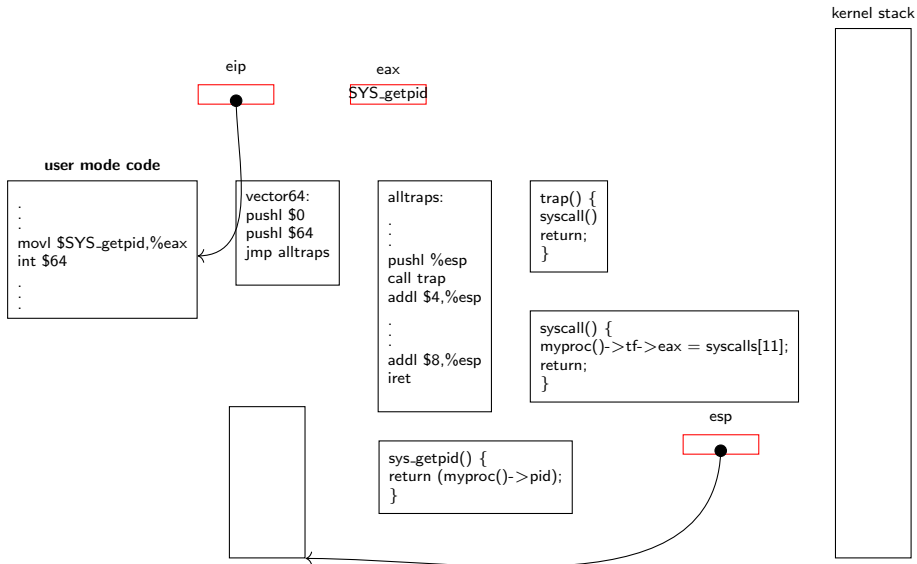 kernel stack
eip
eax
SYS_getpid
user mode code
.
.
.
movl $SYS_getpid,%eax
int $64
.
.
.
vector64:
pushl $0
pushl $64
jmp alltraps
alltraps:
.
.
.
pushl %esp
call trap
addl $4,%esp
.
.
.
addl $8,%esp
iret
trap() {
syscall()
return;
}
syscall() {
myproc()->tf->eax = syscalls[11];
return;
}
esp
sys_getpid() {
return (myproc()->pid);
}